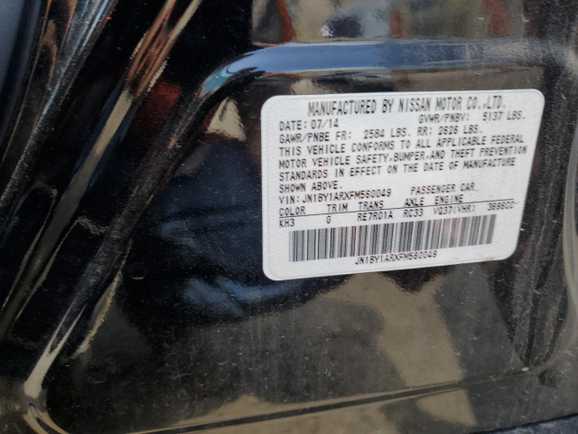 MANUFACTURED BY NISSAN MOTOR CO.,LTD.
DATE: 07/14 GVWR/PNBV: 5137 LBS.
GAWR/PNBE FR: 2584 LBS. RR: 2626 LBS.
THIS VEHICLE CONFORMS TO ALL APPLICABLE FEDERAL
MOTOR VEHICLE SAFETY,BUMPER,AND THEFT PREVENTION
STANDARDS IN EFFECT ON THE DATE OF MANUFACTURE
SHOWN ABOVE.
VIN: JN1BY1ARXFM560049 PASSENGER CAR
COLOR TRIM TRANS AXLE ENGINE
KH3 G RE7R01A RC33 VQ37(VHR)
JN1BY1ARXFM560049